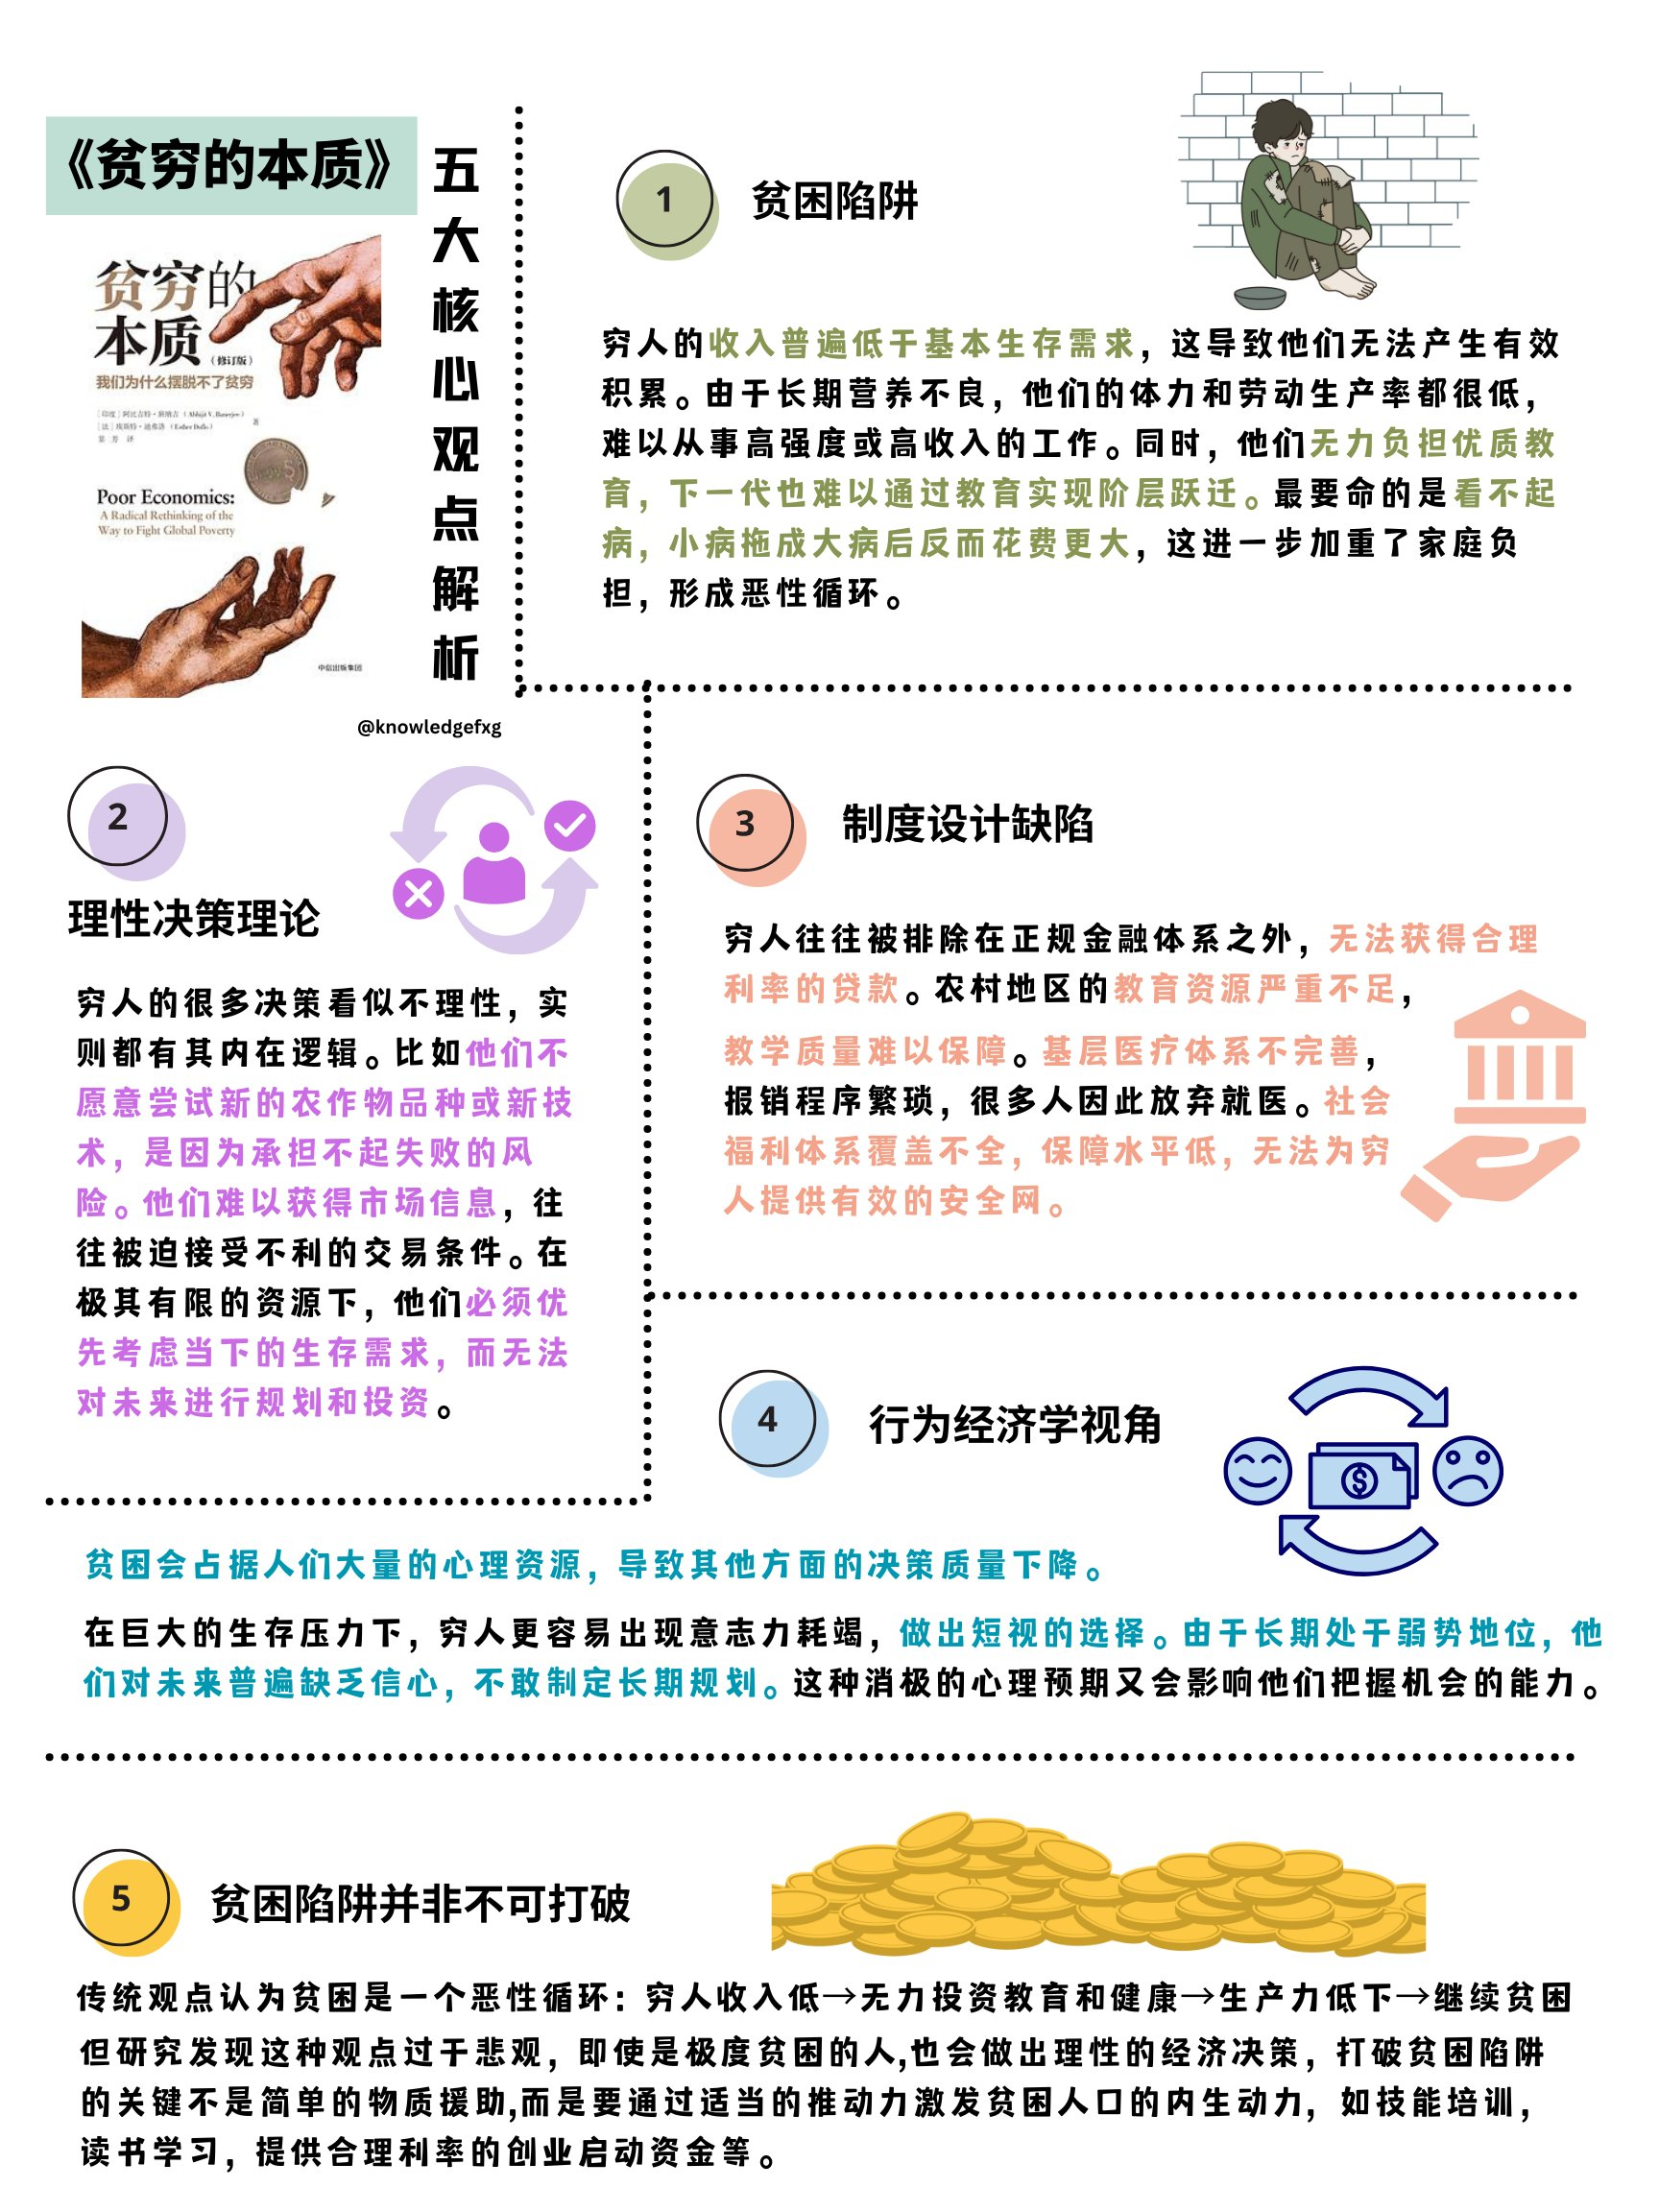 《贫穷的本质》
五大核心观点解析
贫穷的
本质（修订版）
我们为什么摆脱不了贫穷
［印度］阿比吉特·班纳吉（Abhijit V. Banerjee）
［法］埃斯特·迪弗洛（Esther Duflo）
著
景 芳 译
Poor Economics:
A Radical Rethinking of the
Way to Fight Global Poverty
中信出版集团
@knowledgefxg
1
贫困陷阱
穷人的收入普遍低于基本生存需求，这导致他们无法产生有效
积累。由于长期营养不良，他们的体力和劳动生产率都很低，
难以从事高强度或高收入的工作。同时，他们无力负担优质教
育，下一代也难以通过教育实现阶层跃迁。最要命的是看不起
病，小病拖成大病后反而花费更大，这进一步加重了家庭负
担，形成恶性循环。
2
理性决策理论
穷人的很多决策看似不理性，实
则都有其内在逻辑。比如他们不
愿意尝试新的农作物品种或新技
术，是因为承担不起失败的风
险。他们难以获得市场信息，往
往被迫接受不利的交易条件。在
极其有限的资源下，他们必须优
先考虑当下的生存需求，而无法
对未来进行规划和投资。
3
制度设计缺陷
穷人往往被排除在正规金融体系之外，无法获得合理
利率的贷款。农村地区的教育资源严重不足，
教学质量难以保障。基层医疗体系不完善，
报销程序繁琐，很多人因此放弃就医。社会
福利体系覆盖不全，保障水平低，无法为穷
人提供有效的安全网。
4
行为经济学视角
贫困会占据人们大量的心理资源，导致其他方面的决策质量下降。
在巨大的生存压力下，穷人更容易出现意志力耗竭，做出短视的选择。由于长期处于弱势地位，他
们对未来普遍缺乏信心，不敢制定长期规划。这种消极的心理预期又会影响他们把握机会的能力。
5
贫困陷阱并非不可打破
传统观点认为贫困是一个恶性循环：穷人收入低→无力投资教育和健康→生产力低下→继续贫困
但研究发现这种观点过于悲观，即使是极度贫困的人,也会做出理性的经济决策，打破贫困陷阱
的关键不是简单的物质援助,而是要通过适当的推动力激发贫困人口的内生动力，如技能培训，
读书学习，提供合理利率的创业启动资金等。